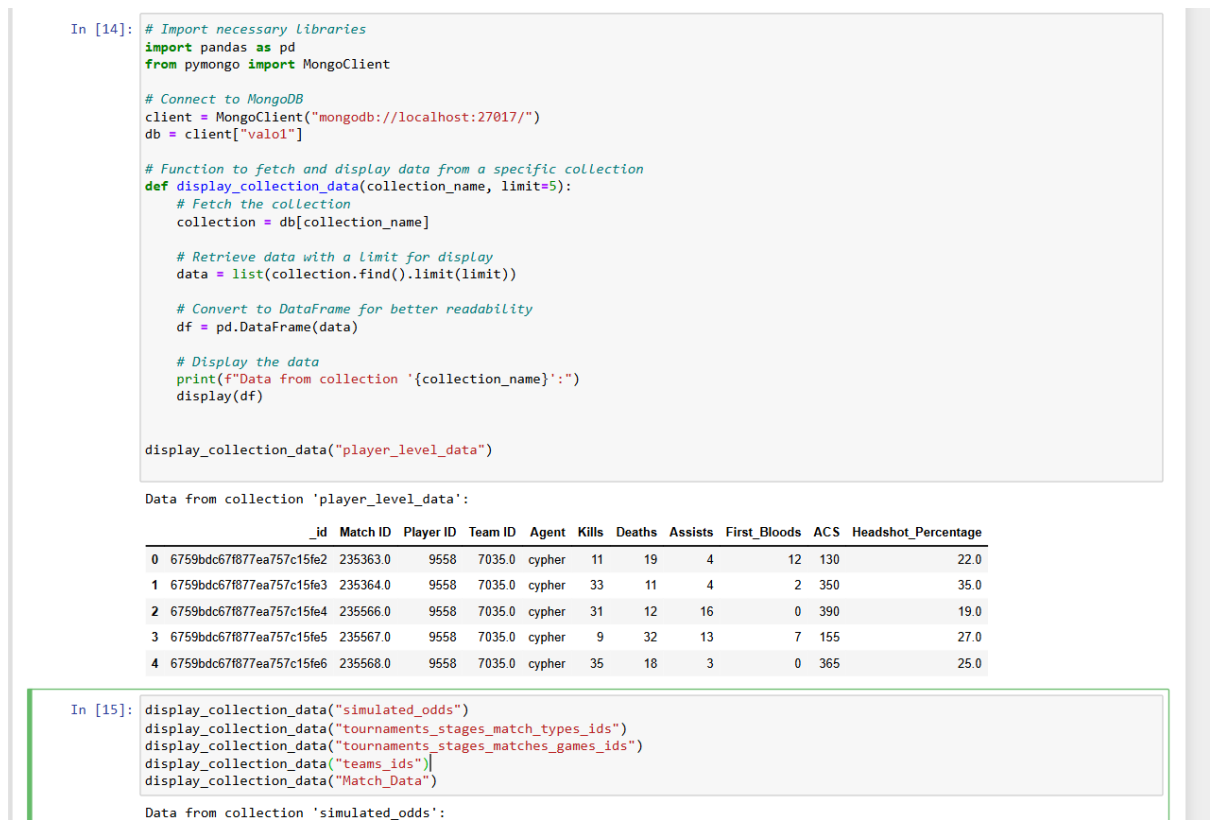 In [14]: # Import necessary libraries
import pandas as pd
from pymongo import MongoClient
# Connect to MongoDB
client = MongoClient("mongodb://localhost:27017/")
db = client["valo1"]
# Function to fetch and display data from a specific collection
def display_collection_data(collection_name, limit=5):
    # Fetch the collection
    collection = db[collection_name]
    # Retrieve data with a limit for display
    data = list(collection.find().limit(limit))
    # Convert to DataFrame for better readability
    df = pd.DataFrame(data)
    # Display the data
    print(f"Data from collection '{collection_name}':")
    display(df)
display_collection_data("player_level_data")
Data from collection 'player_level_data':
_id Match ID Player ID Team ID Agent Kills Deaths Assists First_Bloods ACS Headshot_Percentage
0 6759bdc67f877ea757c15fe2 235363.0 9558 7035.0 cypher 11 19 4 12 130 22.0
1 6759bdc67f877ea757c15fe3 235364.0 9558 7035.0 cypher 33 11 4 2 350 35.0
2 6759bdc67f877ea757c15fe4 235566.0 9558 7035.0 cypher 31 12 16 0 390 19.0
3 6759bdc67f877ea757c15fe5 235567.0 9558 7035.0 cypher 9 32 13 7 155 27.0
4 6759bdc67f877ea757c15fe6 235568.0 9558 7035.0 cypher 35 18 3 0 365 25.0
In [15]: display_collection_data("simulated_odds")
display_collection_data("tournaments_stages_match_types_ids")
display_collection_data("tournaments_stages_matches_games_ids")
display_collection_data("teams_ids")
display_collection_data("Match_Data")
Data from collection 'simulated_odds':